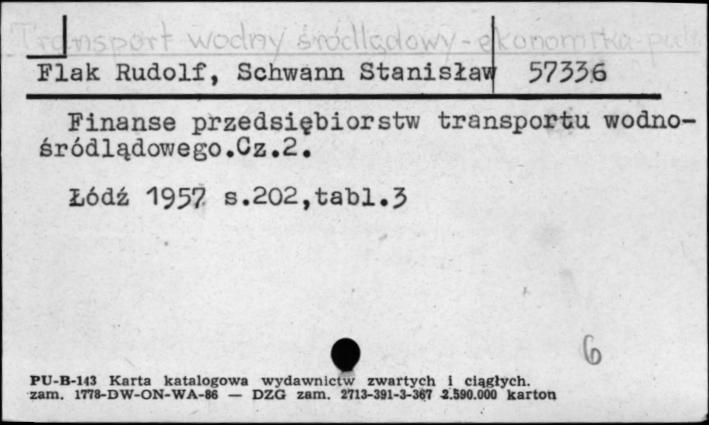 Transport wodny śródlądowy - ekonomika
Flak Rudolf, Schwann Stanisław 57336
Finanse przedsiębiorstw transportu wodno-
śródlądowego.Cz.2.
Łódź 1957 s.202,tabl.3
6
PU-B-143 Karta katalogowa wydawnictw zwartych i ciągłych.
zam. 1778-DW-ON-WA-86 — DZG zam. 2713-391-3-367 2.590.000 karton